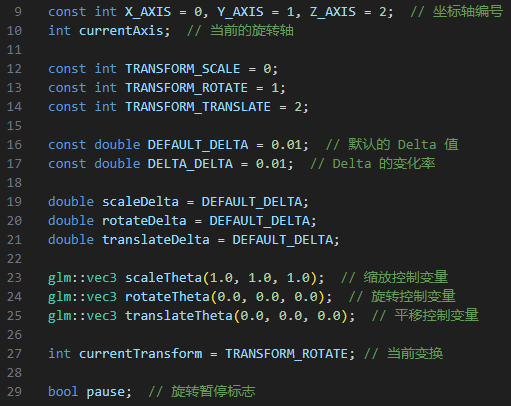 9 const int X_AXIS = 0, Y_AXIS = 1, Z_AXIS = 2;  // 坐标轴编号
10 int currentAxis;  // 当前的旋转轴
11
12 const int TRANSFORM_SCALE = 0;
13 const int TRANSFORM_ROTATE = 1;
14 const int TRANSFORM_TRANSLATE = 2;
15
16 const double DEFAULT_DELTA = 0.01;  // 默认的 Delta 值
17 const double DELTA_DELTA = 0.01;  // Delta 的变化率
18
19 double scaleDelta = DEFAULT_DELTA;
20 double rotateDelta = DEFAULT_DELTA;
21 double translateDelta = DEFAULT_DELTA;
22
23 glm::vec3 scaleTheta(1.0, 1.0, 1.0);  // 缩放控制变量
24 glm::vec3 rotateTheta(0.0, 0.0, 0.0);  // 旋转控制变量
25 glm::vec3 translateTheta(0.0, 0.0, 0.0);  // 平移控制变量
26
27 int currentTransform = TRANSFORM_ROTATE; // 当前变换
28
29 bool pause;  // 旋转暂停标志